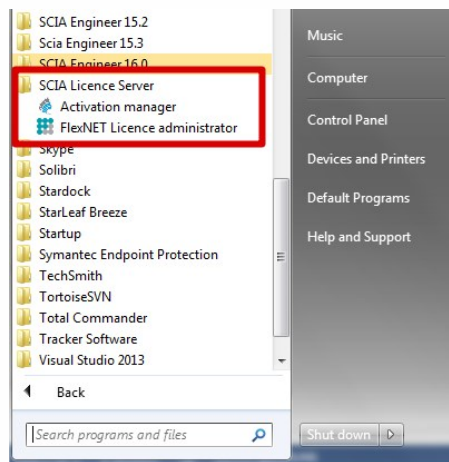 SCIA Engineer 15.2
Scia Engineer 15.3
SCIA Engineer 16.0
SCIA Licence Server
Activation manager
FlexNET Licence administrator
Skype
Solibri
Stardock
StarLeaf Breeze
Startup
Symantec Endpoint Protection
TechSmith
TortoiseSVN
Total Commander
Tracker Software
Visual Studio 2013
Back
Search programs and files
Music
Computer
Control Panel
Devices and Printers
Default Programs
Help and Support
Shut down